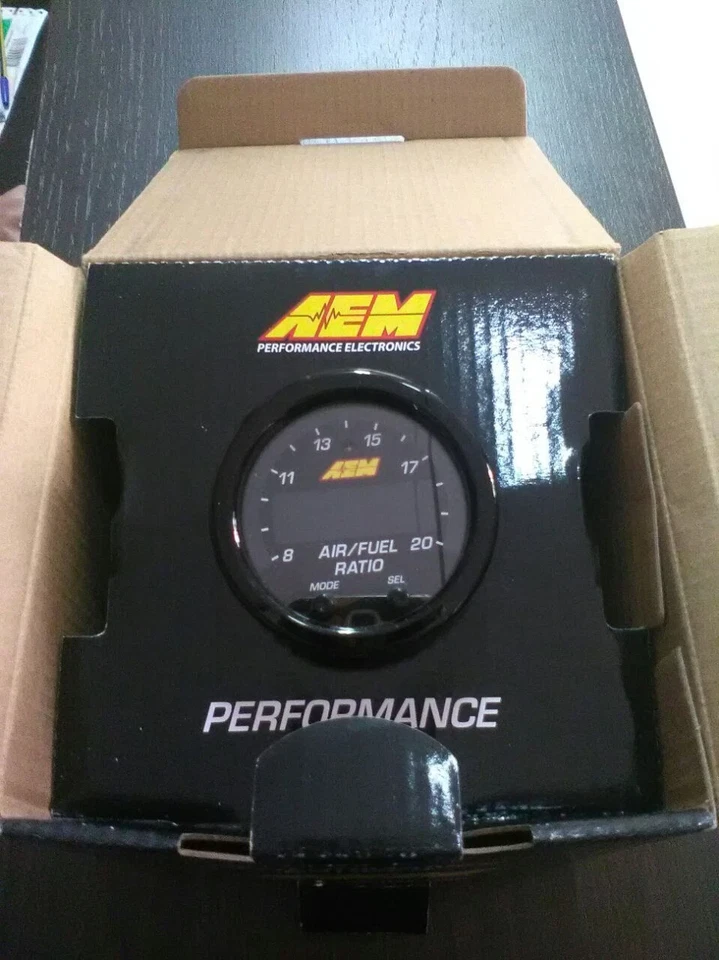 AEM
PERFORMANCE ELECTRONICS
13 15
11 17
AEM
8 AIR/FUEL 20
RATIO
MODE SEL
PERFORMANCE